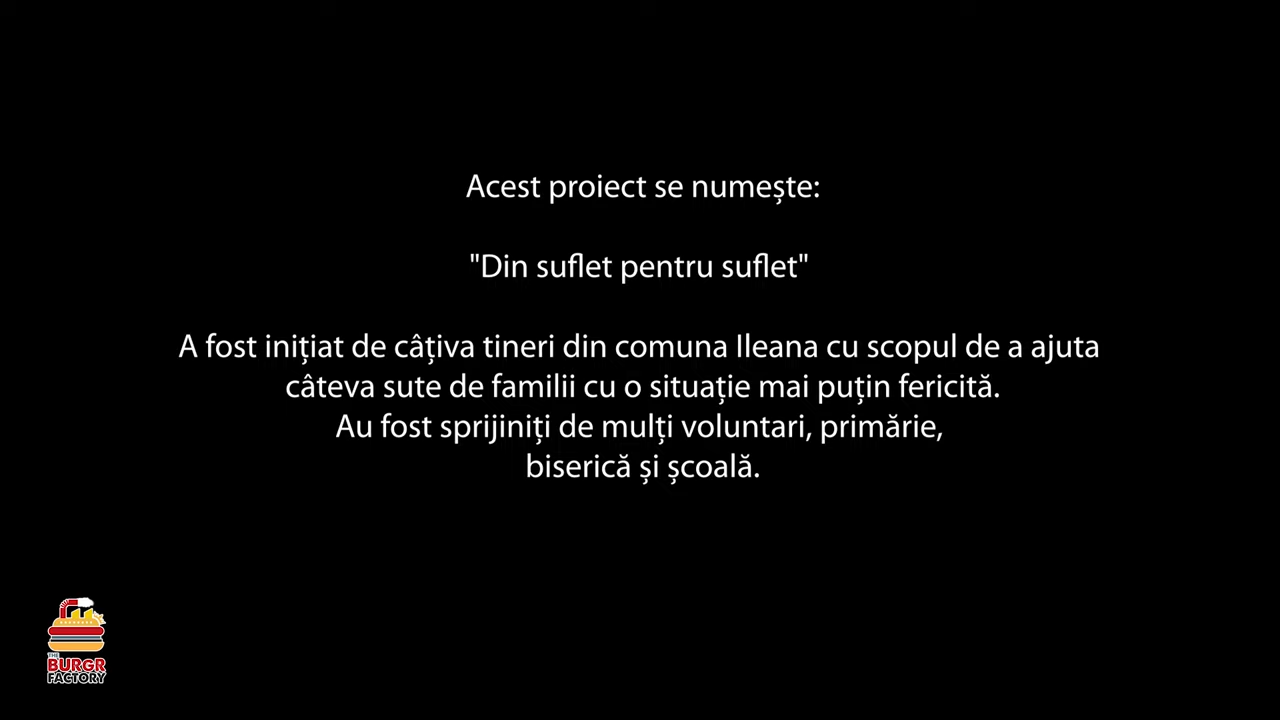 Acest proiect se numește:
"Din suflet pentru suflet"
A fost inițiat de câțiva tineri din comuna Ileana cu scopul de a ajuta
câteva sute de familii cu o situație mai puțin fericită.
Au fost sprijiniți de mulți voluntari, primărie,
biserică și școală.
THE
BURGR
FACTORY